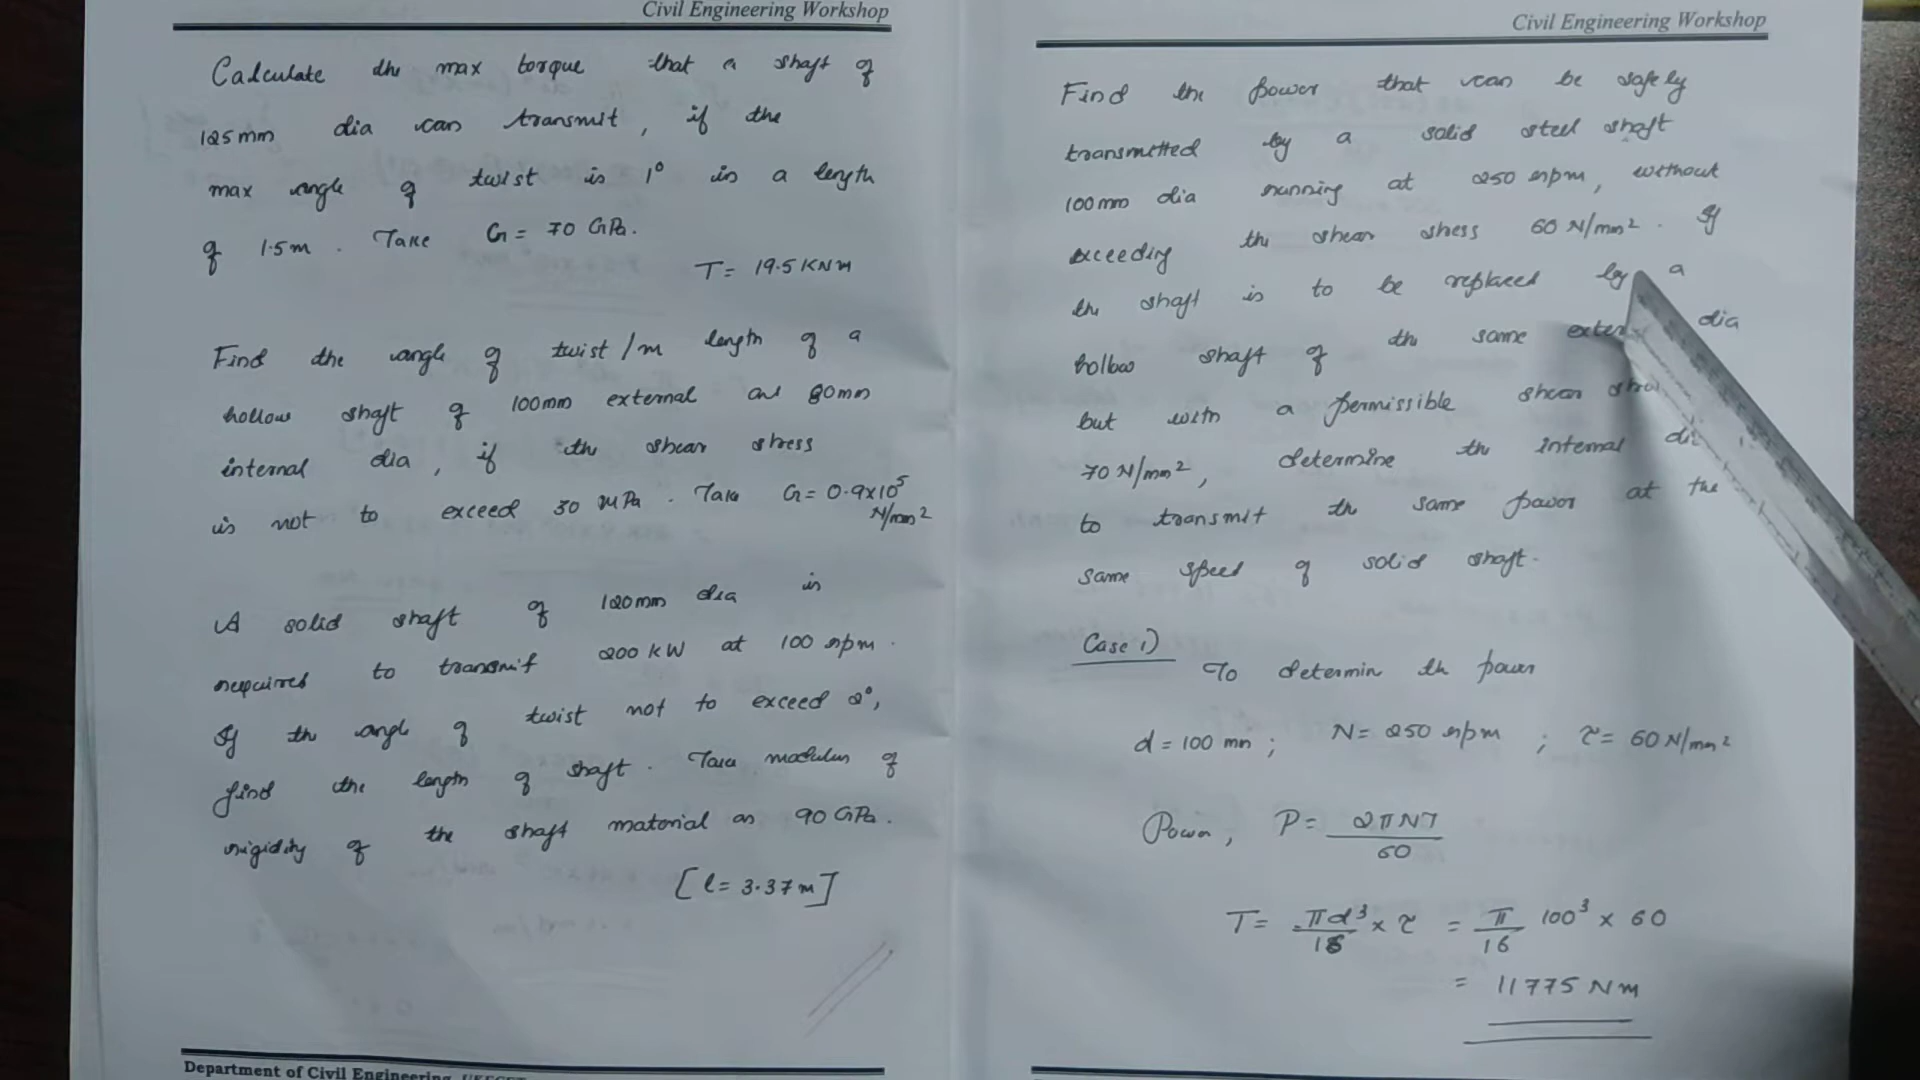 Civil Engineering Workshop
Calculate the max torque that a shaft of
125mm dia can transmit, if the
max angle of twist is 1° in a length
of 1.5m. Take G = 70 GPa.
T = 19.5 KNm
Find the angle of twist/m length of a
hollow shaft of 100mm external and 80mm
internal dia, if the shear stress
is not to exceed 30 MPa. Take G = 0.9x10⁵
N/mm²
A solid shaft of 120mm dia is
required to transmit 200 kW at 100 rpm.
If the angle of twist not to exceed 2°,
find the length of shaft. Take modulus of
rigidity of the shaft material as 90 GPa.
[l = 3.37m]
Department of Civil Engineering,
Civil Engineering Workshop
Find the power that can be safely
transmitted by a solid steel shaft
100mm dia running at 250 rpm, without
exceeding the shear stress 60 N/mm². If
the shaft is to be replaced by a
hollow shaft of the same dia
but with a permissible shear
70 N/mm², determine the internal
to transmit the same power at the
same speed of solid shaft.
Case 1)
To determin the power
d = 100 mm; N = 250 rpm; τ = 60 N/mm²
Power, P = 2πNT/60
T = πd³/16 x τ = π/16 100³ x 60
= 11775 Nm